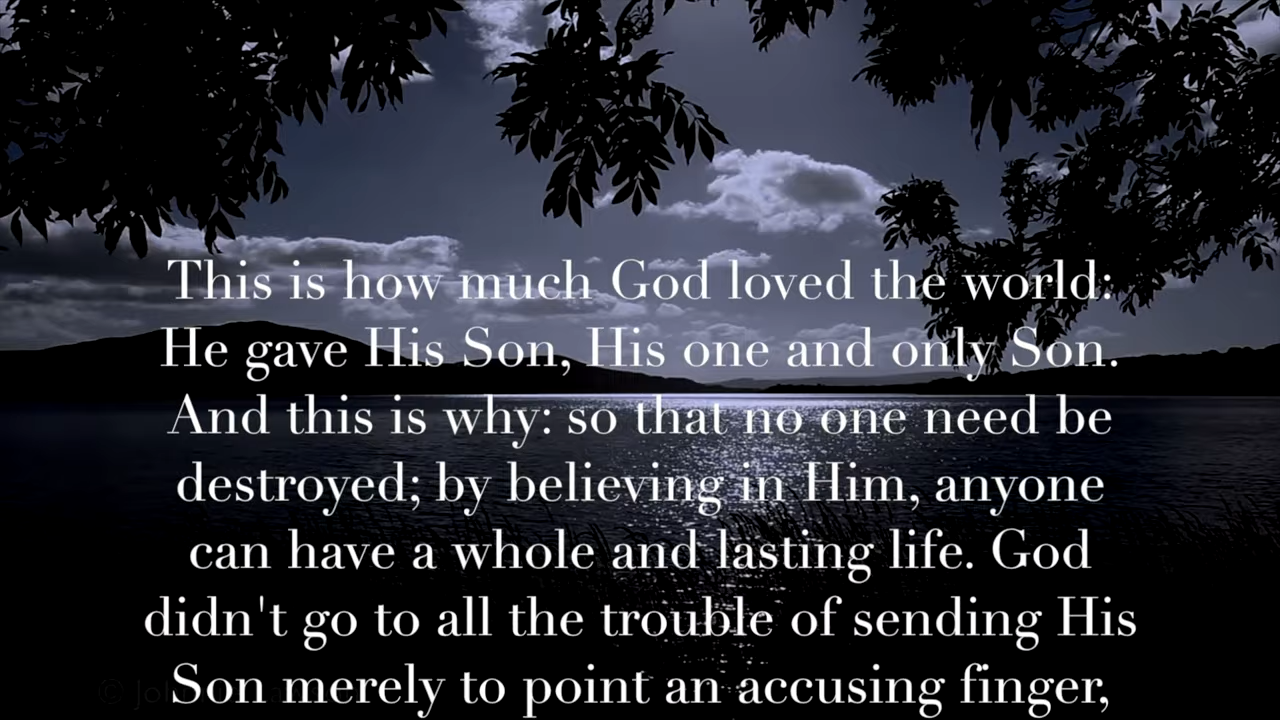 This is how much God loved the world:
He gave His Son, His one and only Son.
And this is why: so that no one need be
destroyed; by believing in Him, anyone
can have a whole and lasting life. God
didn't go to all the trouble of sending His
Son merely to point an accusing finger,